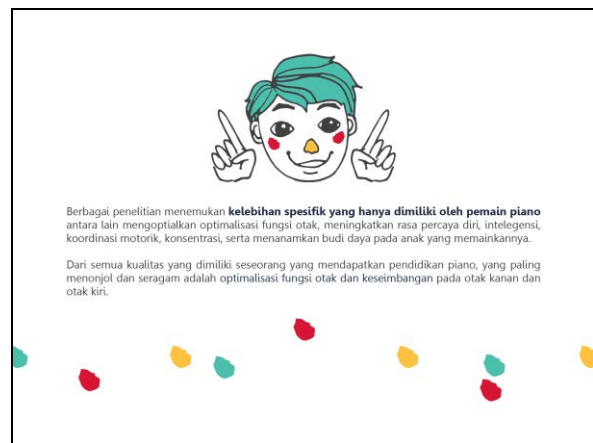 Berbagai penelitian menemukan kelebihan spesifik yang hanya dimiliki oleh pemain piano
antara lain mengoptialkan optimalisasi fungsi otak, meningkatkan rasa percaya diri, intelegensi,
koordinasi motorik, konsentrasi, serta menanamkan budi daya pada anak yang memainkannya.
Dari semua kualitas yang dimiliki seseorang yang mendapatkan pendidikan piano, yang paling
menonjol dan seragam adalah optimalisasi fungsi otak dan keseimbangan pada otak kanan dan
otak kiri.